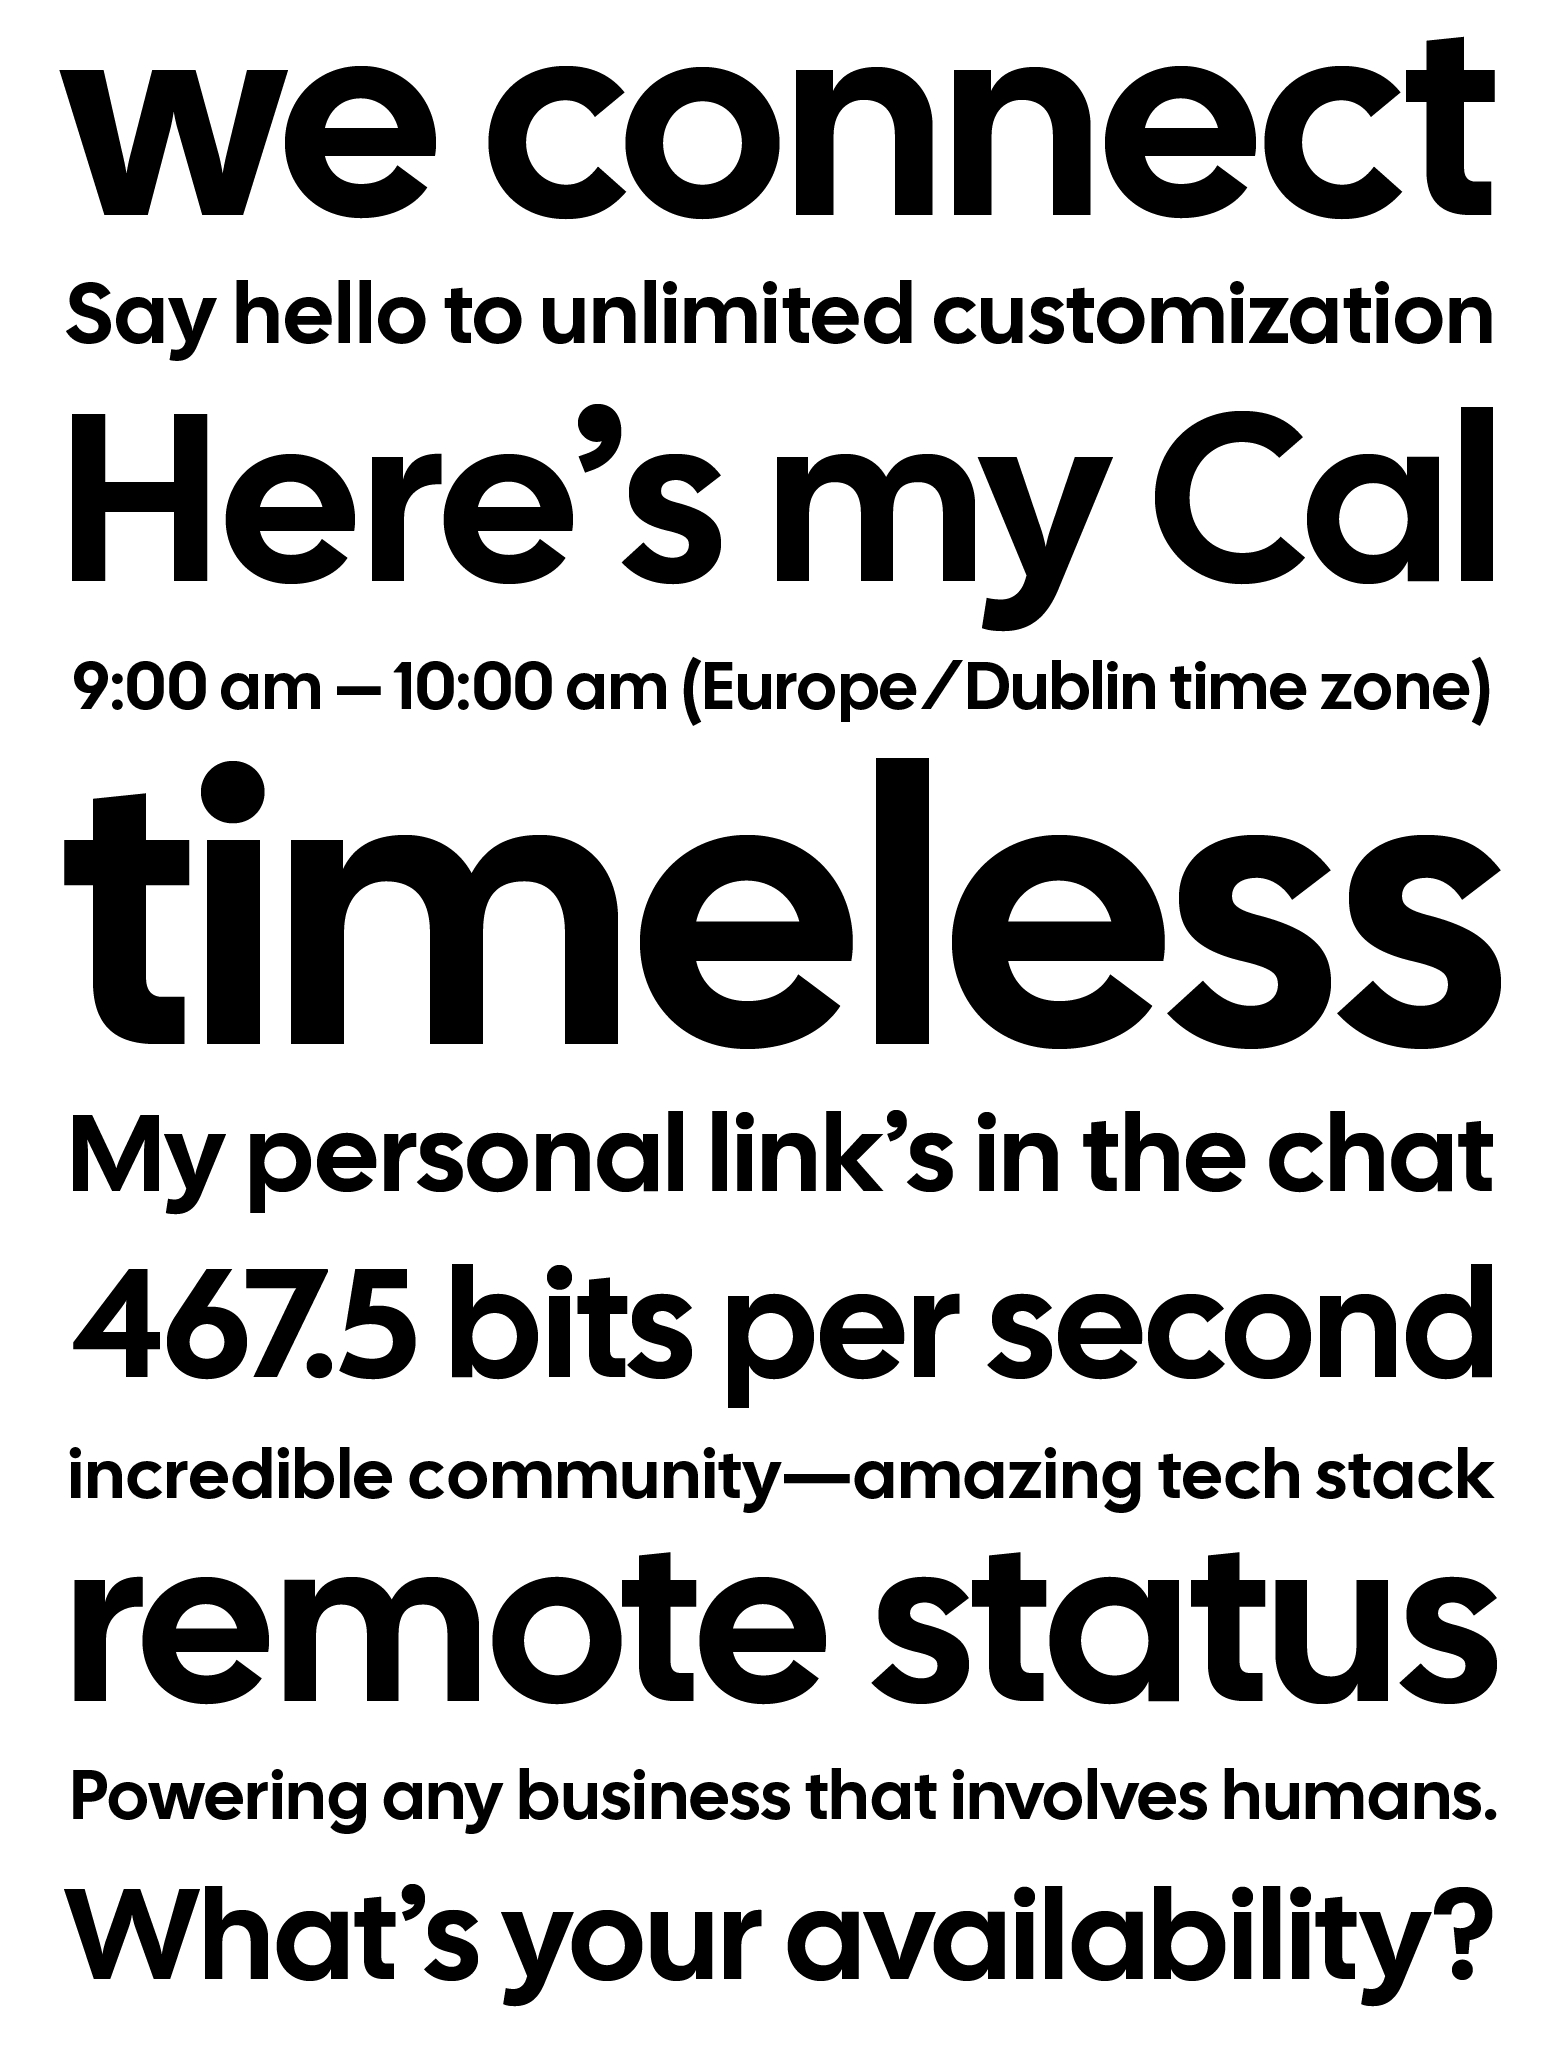 we connect
Say hello to unlimited customization
Here’s my Cal
9:00 am — 10:00 am (Europe/Dublin time zone)
timeless
My personal link’s in the chat
467.5 bits per second
incredible community—amazing tech stack
remote status
Powering any business that involves humans.
What’s your availability?